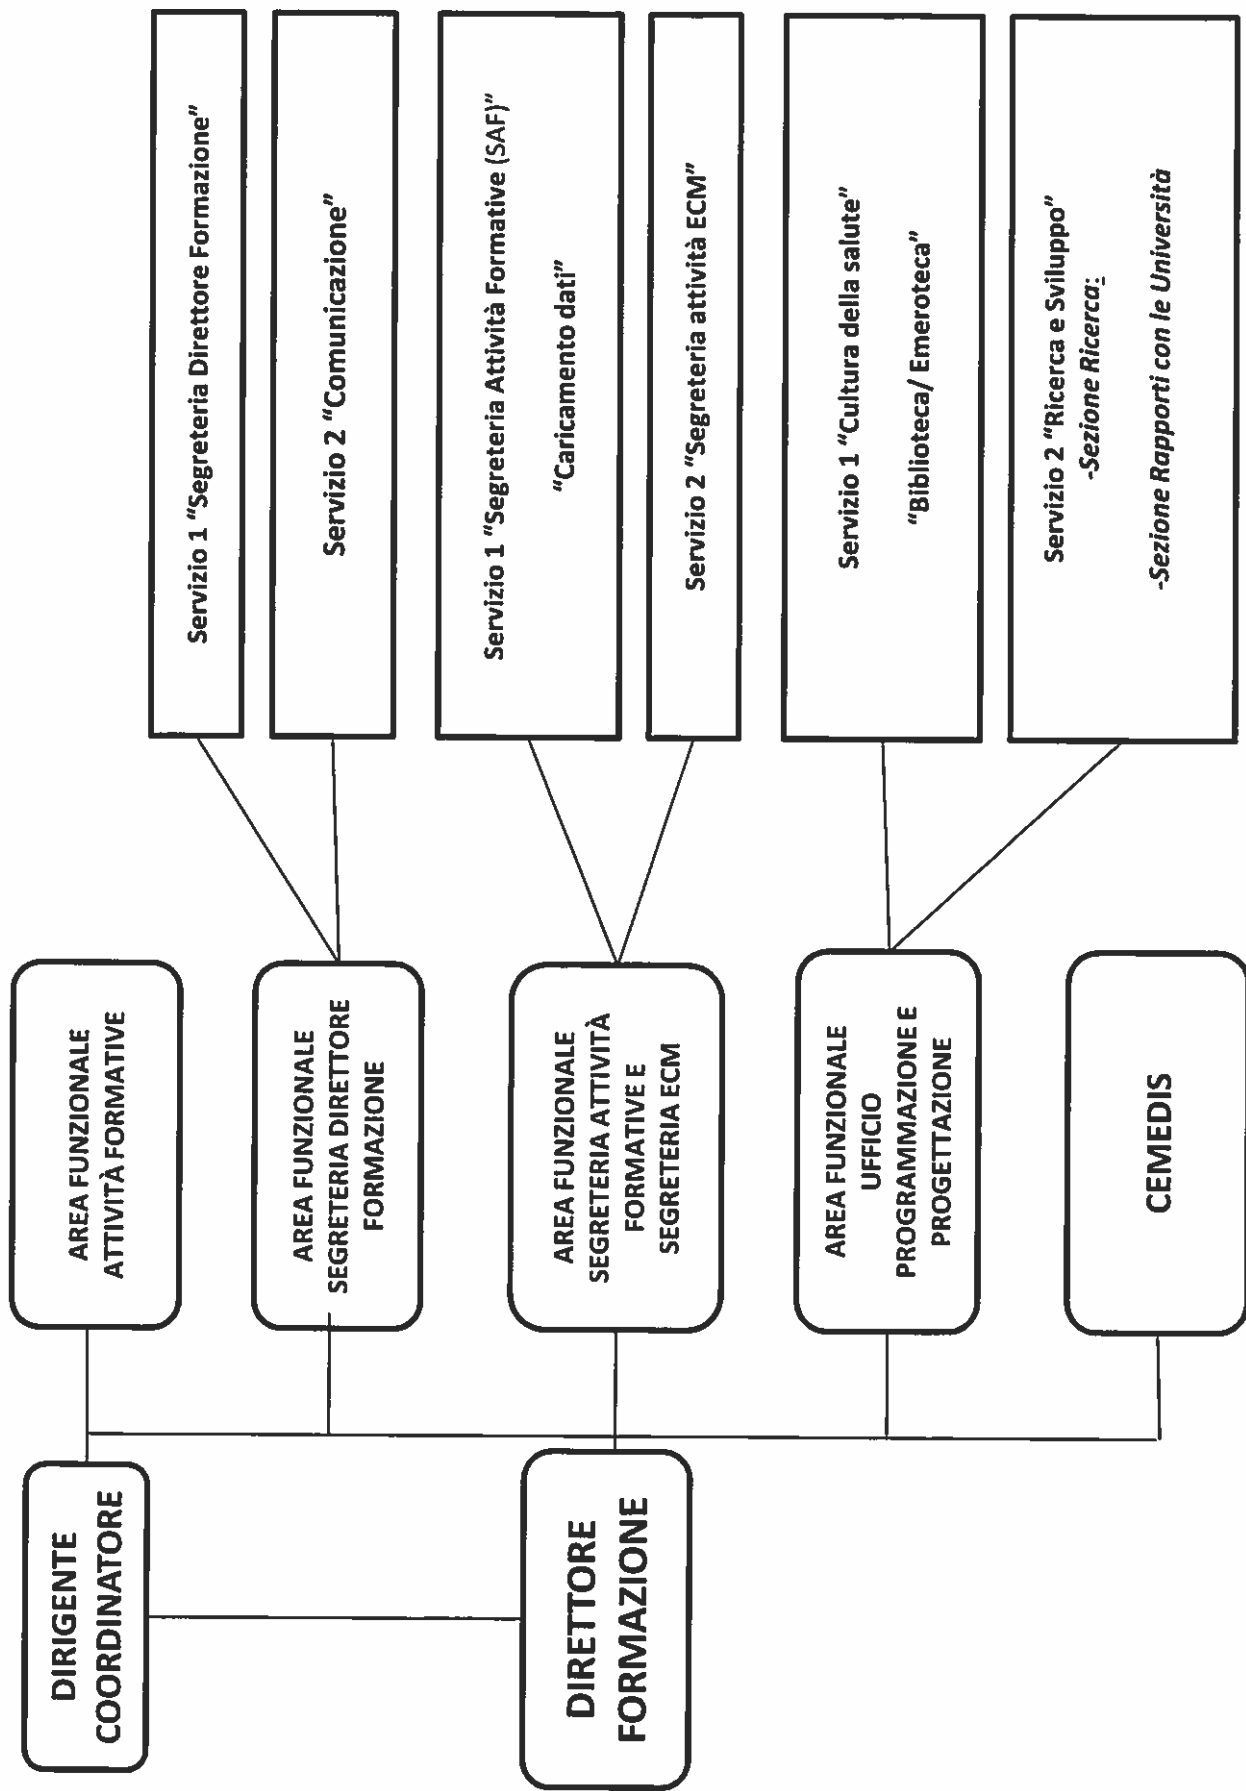 DIRIGENTE
COORDINATORE
DIRETTORE
FORMAZIONE
AREA FUNZIONALE
ATTIVITÀ FORMATIVE
AREA FUNZIONALE
SEGRETERIA DIRETTORE
FORMAZIONE
AREA FUNZIONALE
SEGRETERIA ATTIVITÀ
FORMATIVE E
SEGRETERIA ECM
AREA FUNZIONALE
UFFICIO
PROGRAMMAZIONE E
PROGETTAZIONE
CEMEDIS
Servizio 1 “Segreteria Direttore Formazione”
Servizio 2 “Comunicazione”
Servizio 1 “Segreteria Attività Formative (SAF)”
“Caricamento dati”
Servizio 2 “Segreteria attività ECM”
Servizio 1 “Cultura della salute”
“Biblioteca/ Emeroteca”
Servizio 2 “Ricerca e Sviluppo”
-Sezione Ricerca:
-Sezione Rapporti con le Università